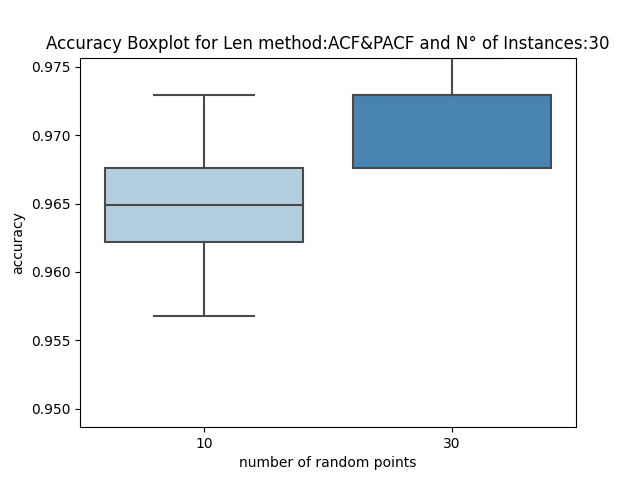 Accuracy Boxplot for Len method:ACF&PACF and N° of Instances:30
0.975
0.970
0.965
0.960
0.955
0.950
accuracy
10 30
number of random points